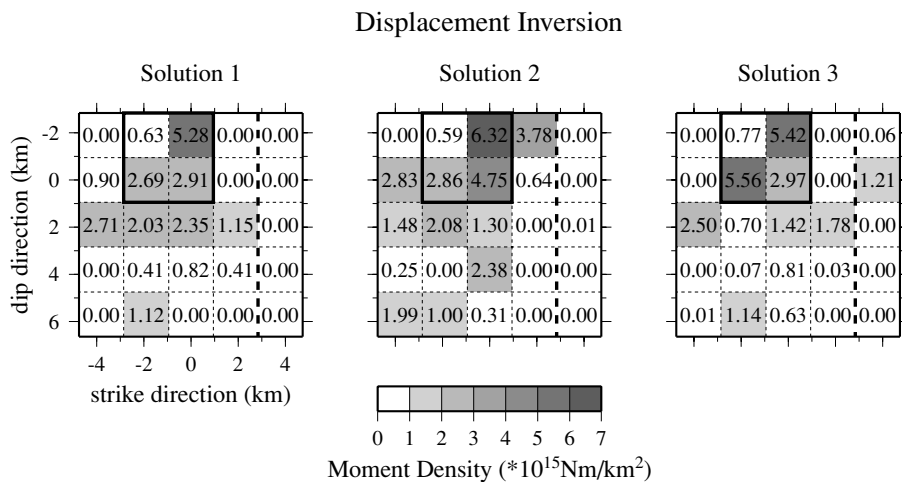 Displacement Inversion
Solution 1 Solution 2 Solution 3
-2 0.00 0.63 5.28 0.00 0.00 0.00 0.59 6.32 3.78 0.00 0.00 0.77 5.42 0.00 0.06
0 0.90 2.69 2.91 0.00 0.00 2.83 2.86 4.75 0.64 0.00 0.00 5.56 2.97 0.00 1.21
2 2.71 2.03 2.35 1.15 0.00 1.48 2.08 1.30 0.00 0.01 2.50 0.70 1.42 1.78 0.00
4 0.00 0.41 0.82 0.41 0.00 0.25 0.00 2.38 0.00 0.00 0.00 0.07 0.81 0.03 0.00
6 0.00 1.12 0.00 0.00 0.00 1.99 1.00 0.31 0.00 0.00 0.01 1.14 0.63 0.00 0.00
dip direction (km)
-4 -2 0 2 4
strike direction (km)
0 1 2 3 4 5 6 7
Moment Density (*10¹⁵Nm/km²)